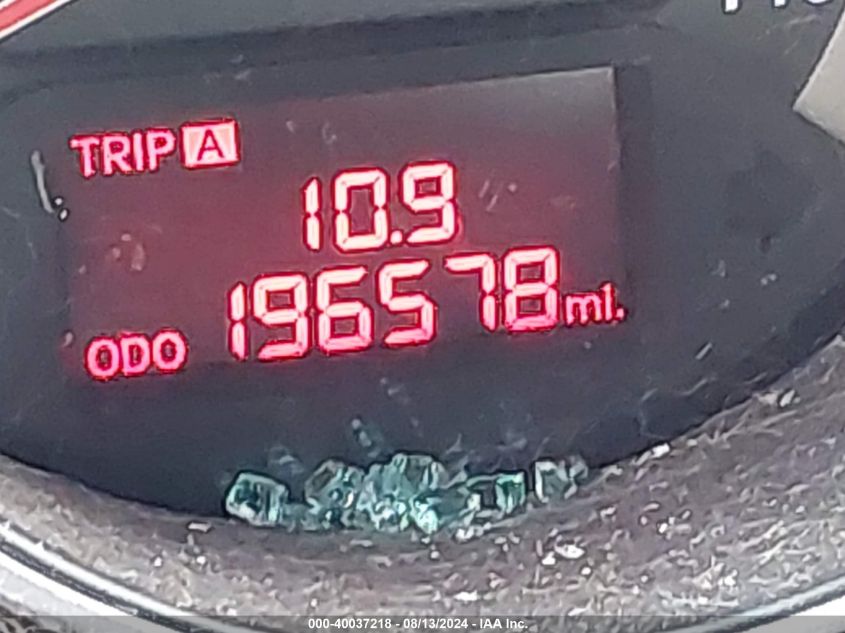 TRIP A
10.9
ODO 196578 mi.
000-40037218 - 08/13/2024 - IAA Inc.